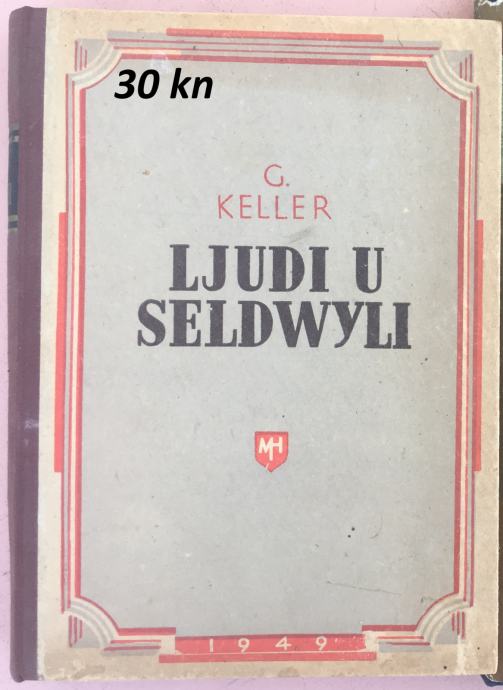 30 kn
G.
KELLER
LJUDI U
SELDWYLI
MH
1949